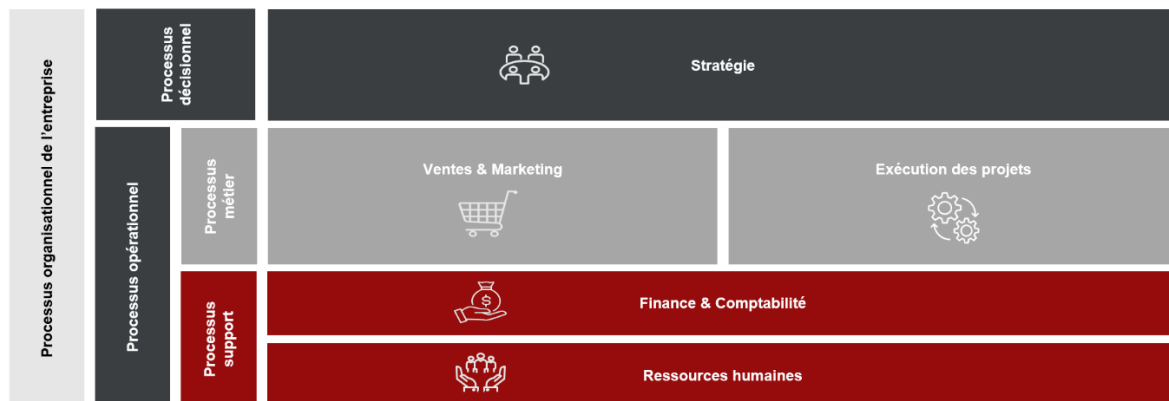 Processus organisationnel de l'entreprise
Processus
décisionnel
Stratégie
Processus opérationnel
Processus
métier
Ventes & Marketing
Exécution des projets
Processus
support
$
Finance & Comptabilité
Ressources humaines